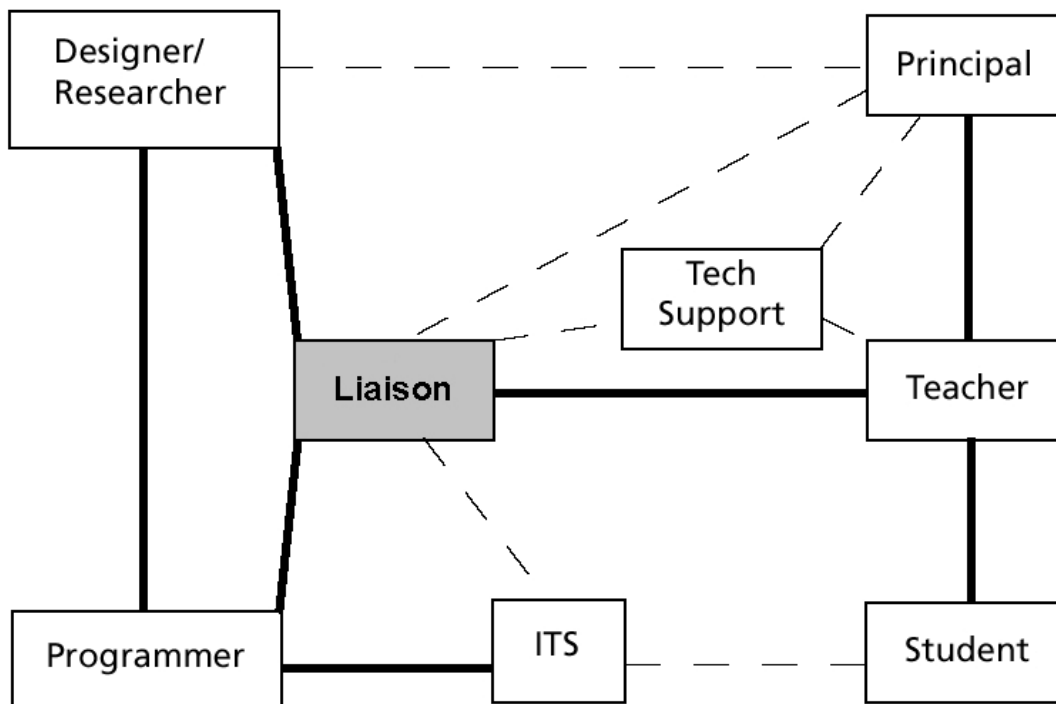 Designer/
Researcher
Principal
Tech
Support
Liaison
Teacher
Programmer
ITS
Student